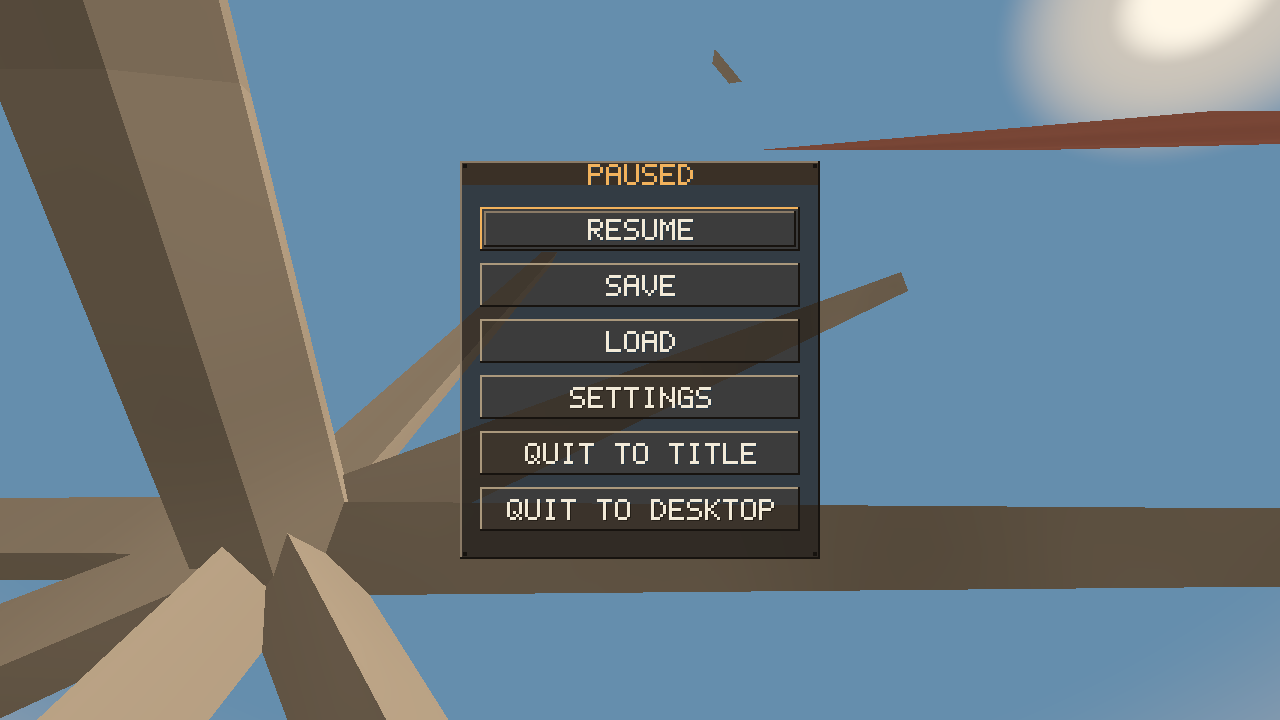 PAUSED
RESUME
SAVE
LOAD
SETTINGS
QUIT TO TITLE
QUIT TO DESKTOP